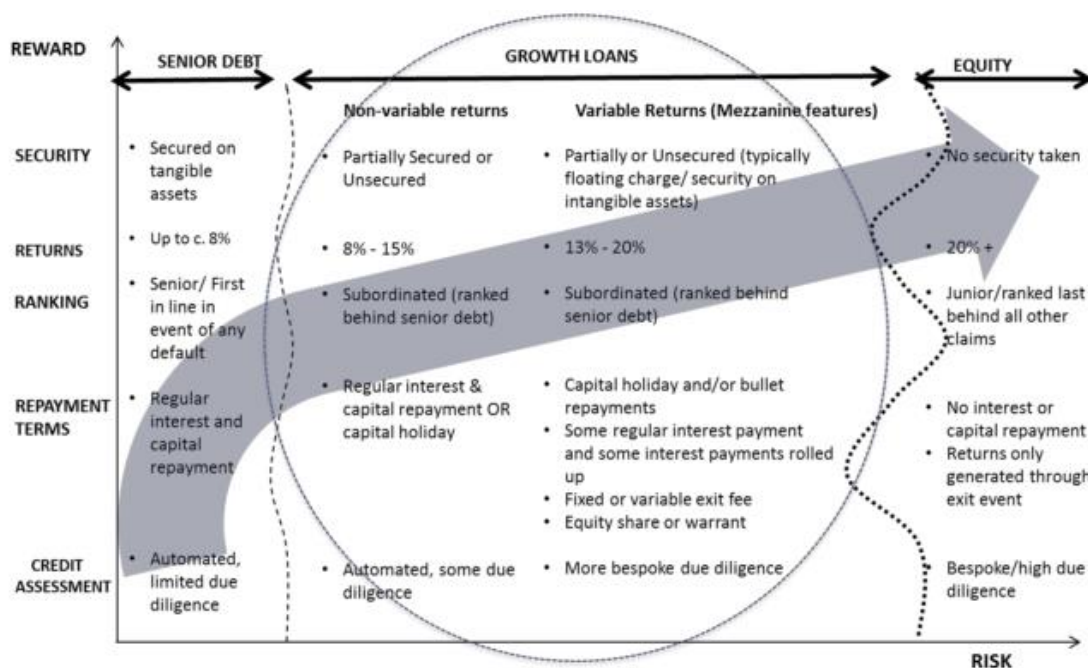 REWARD
SENIOR DEBT
GROWTH LOANS
EQUITY
Non-variable returns
Variable Returns (Mezzanine features)
SECURITY
• Secured on
tangible
assets
• Partially Secured or
Unsecured
• Partially or Unsecured (typically
floating charge/ security on
intangible assets)
• No security taken
RETURNS
• Up to c. 8%
• 8% - 15%
• 13% - 20%
• 20% +
RANKING
• Senior/ First
in line in
event of any
default
• Subordinated (ranked
behind senior debt)
• Subordinated (ranked behind
senior debt)
• Junior/ranked last
behind all other
claims
REPAYMENT
TERMS
• Regular
interest and
capital
repayment
• Regular interest &
capital repayment OR
capital holiday
• Capital holiday and/or bullet
repayments
• Some regular interest payment
and some interest payments rolled
up
• Fixed or variable exit fee
• Equity share or warrant
• No interest or
capital repayment
• Returns only
generated through
exit event
CREDIT
ASSESSMENT
• Automated,
limited due
diligence
• Automated, some due
diligence
• More bespoke due diligence
• Bespoke/high due
diligence
RISK